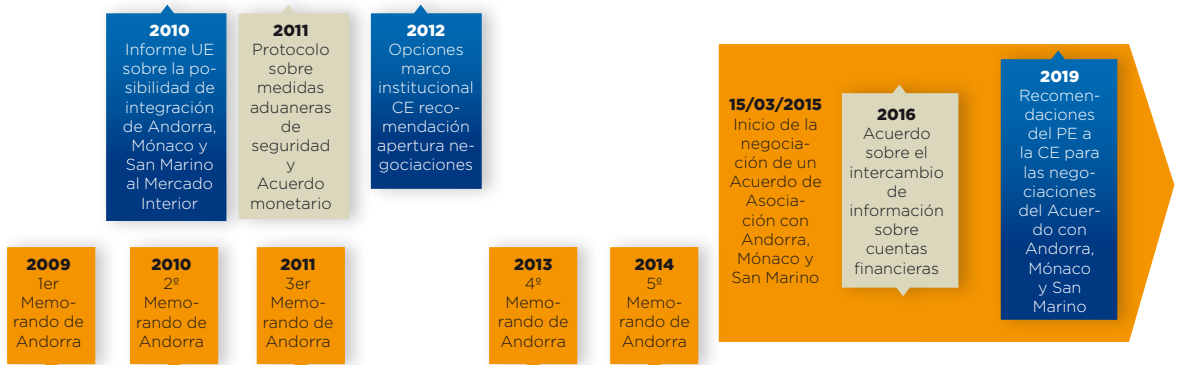 2010
Informe UE
sobre la po-
sibilidad de
integración
de Andorra,
Mónaco y
San Marino
al Mercado
Interior
2011
Protocolo
sobre
medidas
aduaneras
de
seguridad
y
Acuerdo
monetario
2012
Opciones
marco
institucional
CE reco-
mendación
apertura ne-
gociaciones
15/03/2015
Inicio de la
negocia-
ción de un
Acuerdo de
Asocia-
ción con
Andorra,
Mónaco y
San Marino
2016
Acuerdo
sobre el
intercambio
de
información
sobre
cuentas
financieras
2019
Recomen-
daciones
del PE a
la CE para
las nego-
ciaciones
del Acuer-
do con
Andorra,
Mónaco
y San
Marino
2009
1er
Memo-
rando de
Andorra
2010
2º
Memo-
rando de
Andorra
2011
3er
Memo-
rando de
Andorra
2013
4º
Memo-
rando de
Andorra
2014
5º
Memo-
rando de
Andorra